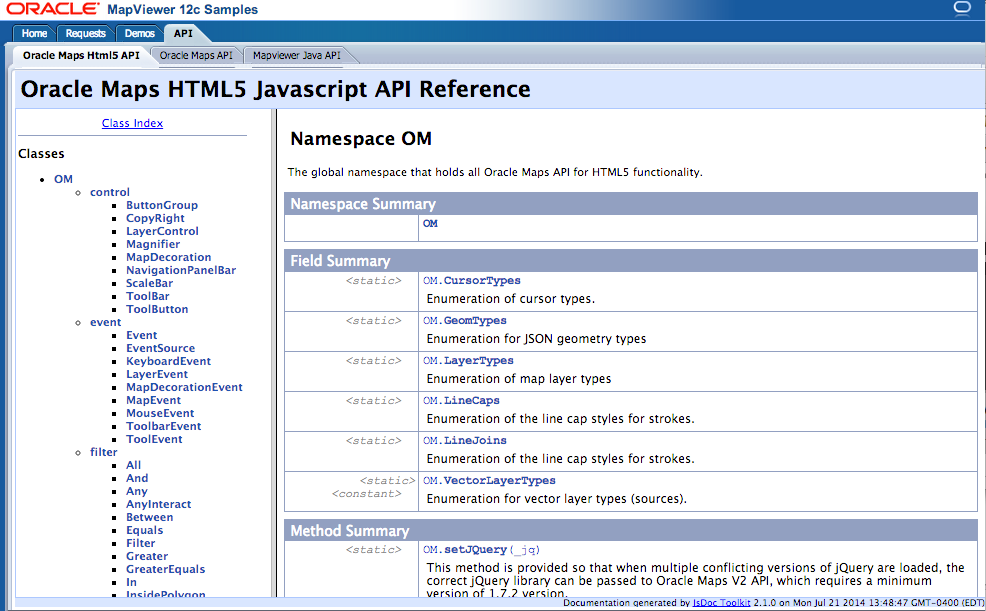 ORACLE MapViewer 12c Samples
Home Requests Demos API
Oracle Maps Html5 API Oracle Maps API Mapviewer Java API
Oracle Maps HTML5 Javascript API Reference
Class Index
Classes
OM
control
ButtonGroup
CopyRight
LayerControl
Magnifier
MapDecoration
NavigationPanelBar
ScaleBar
ToolBar
ToolButton
event
Event
EventSource
KeyboardEvent
LayerEvent
MapDecorationEvent
MapEvent
MouseEvent
ToolbarEvent
ToolEvent
filter
All
And
Any
AnyInteract
Between
Equals
Filter
Greater
GreaterEquals
In
InsidePolygon
Namespace OM
The global namespace that holds all Oracle Maps API for HTML5 functionality.
Namespace Summary
OM
Field Summary
<static> OM.CursorTypes
Enumeration of cursor types.
<static> OM.GeomTypes
Enumeration for JSON geometry types
<static> OM.LayerTypes
Enumeration of map layer types
<static> OM.LineCaps
Enumeration of the line cap styles for strokes.
<static> OM.LineJoins
Enumeration of the line cap styles for strokes.
<static> OM.VectorLayerTypes
<constant> Enumeration for vector layer types (sources).
Method Summary
<static> OM.setJQuery(_jq)
This method is provided so that when multiple conflicting versions of jQuery are loaded, the
correct jQuery library can be passed to Oracle Maps V2 API, which requires a minimum
version of 1.7.2 version.
Documentation generated by JsDoc Toolkit 2.1.0 on Mon Jul 21 2014 13:48:47 GMT-0400 (EDT)